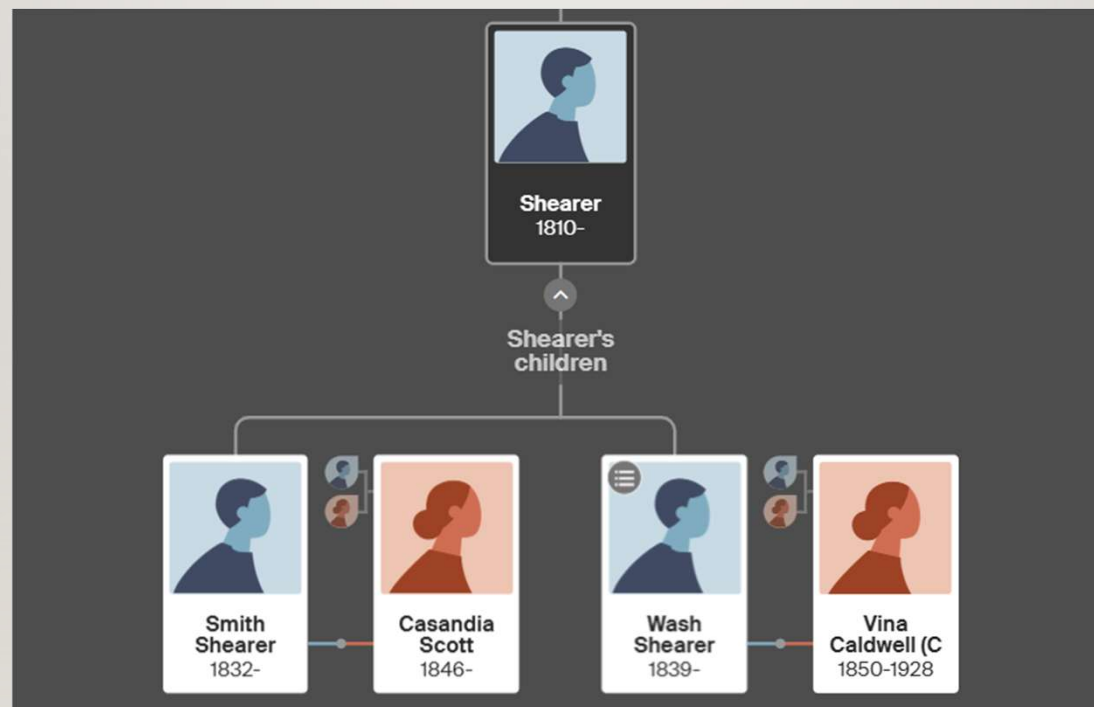 Shearer
1810-
Shearer's
children
Smith
Shearer
1832-
Casandia
Scott
1846-
Wash
Shearer
1839-
Vina
Caldwell (C
1850-1928